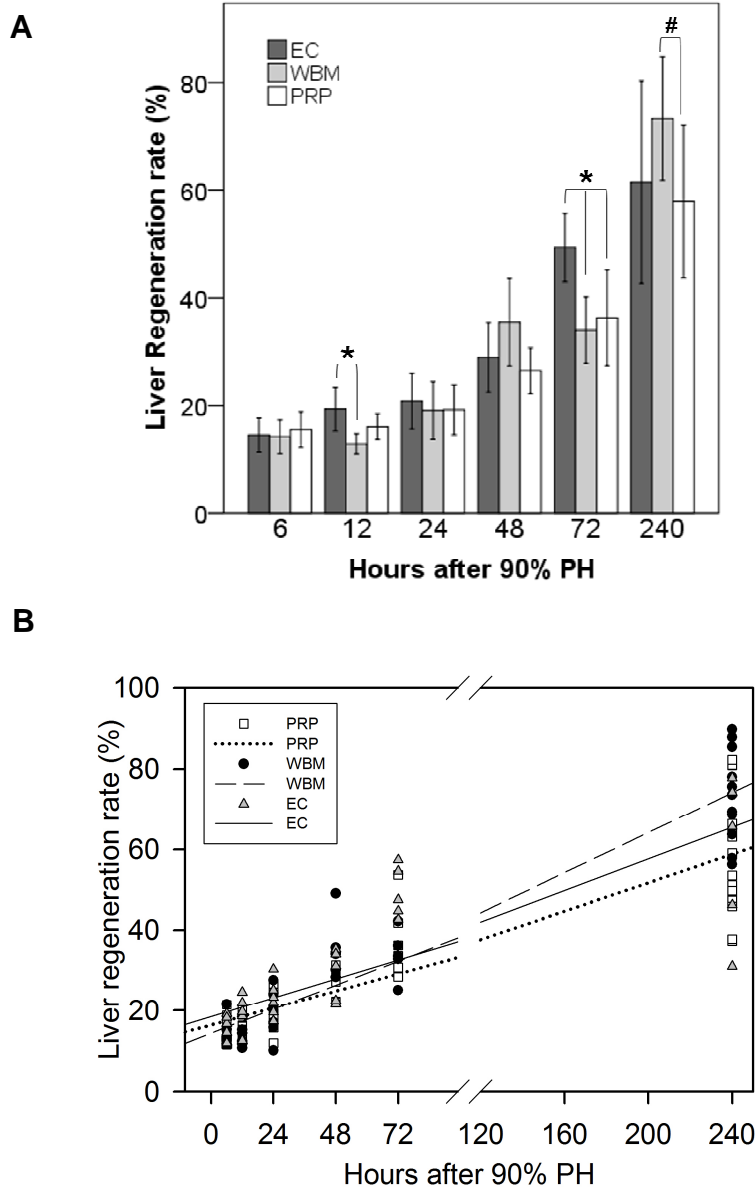 A
#
EC
WBM
PRP
80
60
40
20
0
*
*
Liver Regeneration rate (%)
6 12 24 48 72 240
Hours after 90% PH
B
100
80
60
40
20
0
PRP
PRP
WBM
WBM
EC
EC
Liver regeneration rate (%)
0 24 48 72 120 160 200 240
Hours after 90% PH